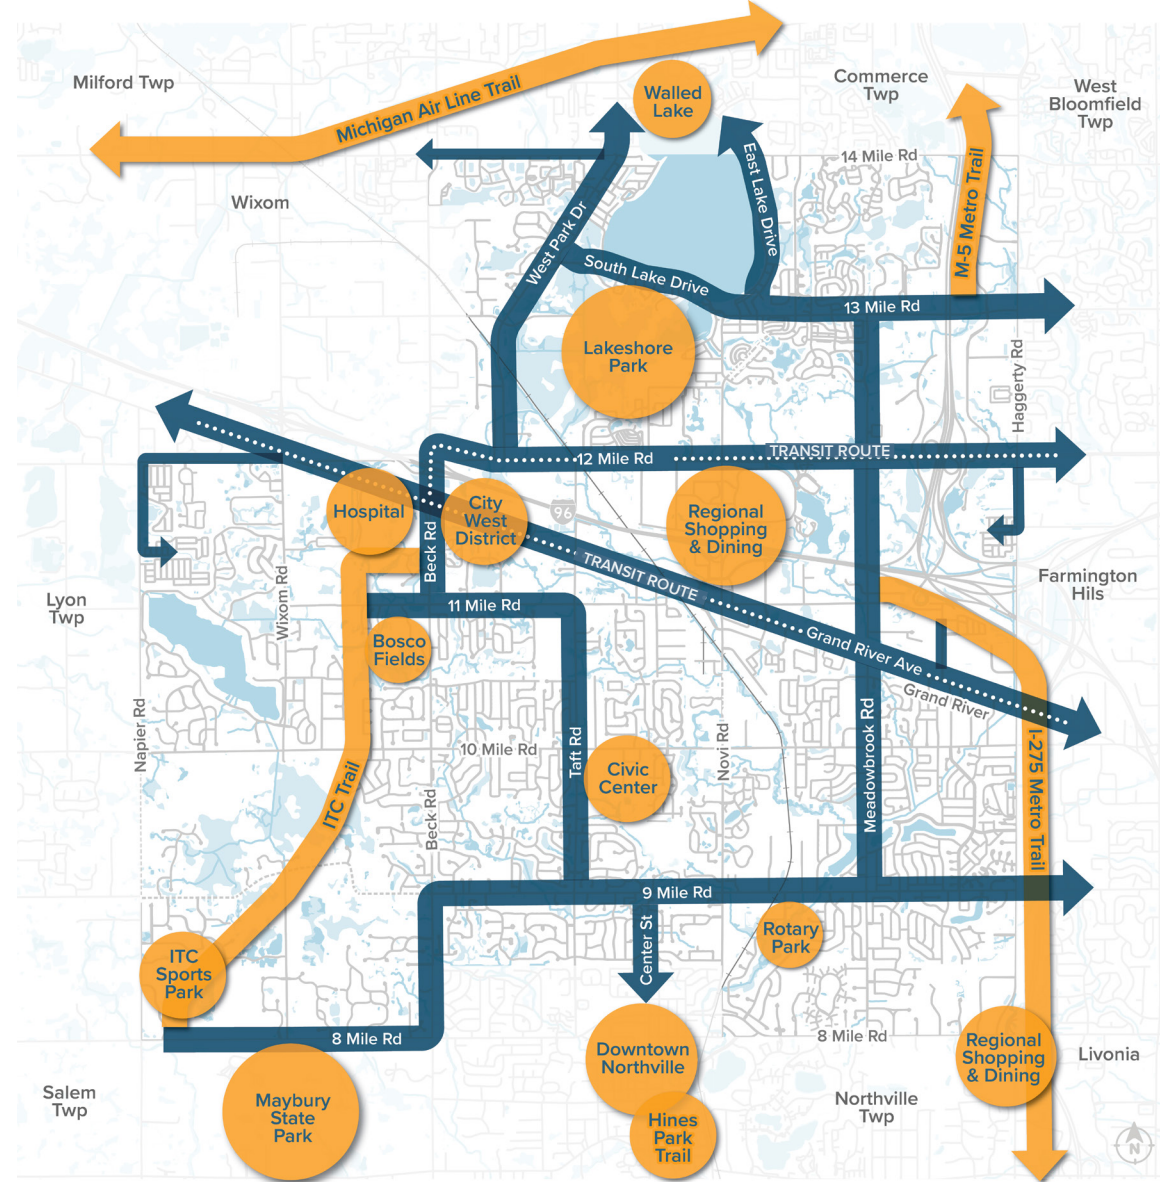 Milford Twp
Michigan Air Line Trail
Walled
Lake
Commerce
Twp
West
Bloomfield
Twp
14 Mile Rd
Wixom
West Park Dr
East Lake Drive
M-5 Metro Trail
South Lake Drive
13 Mile Rd
Lakeshore
Park
Haggerty Rd
12 Mile Rd
TRANSIT ROUTE
Hospital
City
West
District
96
Regional
Shopping
& Dining
Beck Rd
TRANSIT ROUTE
Farmington
Hills
Lyon
Twp
Wixom Rd
11 Mile Rd
Bosco
Fields
Grand River Ave
Grand River
Napier Rd
10 Mile Rd
Taft Rd
Civic
Center
Novi Rd
Meadowbrook Rd
I-275 Metro Trail
ITC Trail
Beck Rd
9 Mile Rd
ITC
Sports
Park
Center St
Rotary
Park
8 Mile Rd
8 Mile Rd
Downtown
Northville
Regional
Shopping
& Dining
Livonia
Salem
Twp
Maybury
State
Park
Hines
Park
Trail
Northville
Twp
N